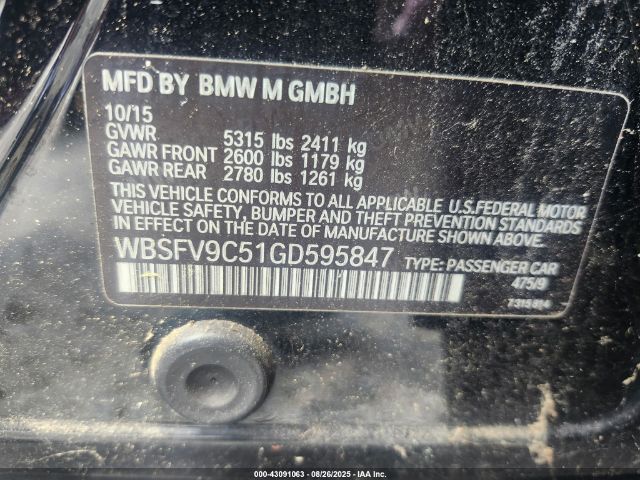 MFD BY BMW M GMBH
10/15
GVWR 5315 lbs 2411 kg
GAWR FRONT 2600 lbs 1179 kg
GAWR REAR 2780 lbs 1261 kg
THIS VEHICLE CONFORMS TO ALL APPLICABLE U.S.FEDERAL MOTOR
VEHICLE SAFETY, BUMPER AND THEFT PREVENTION STANDARDS
IN EFFECT ON THE DATE OF MANUFACTURE SHOWN ABOVE.
WBSFV9C51GD595847 TYPE: PASSENGER CAR
475/9
7315814
000-43091063 - 08/26/2025 - Copyright © 2025 IAA Inc.